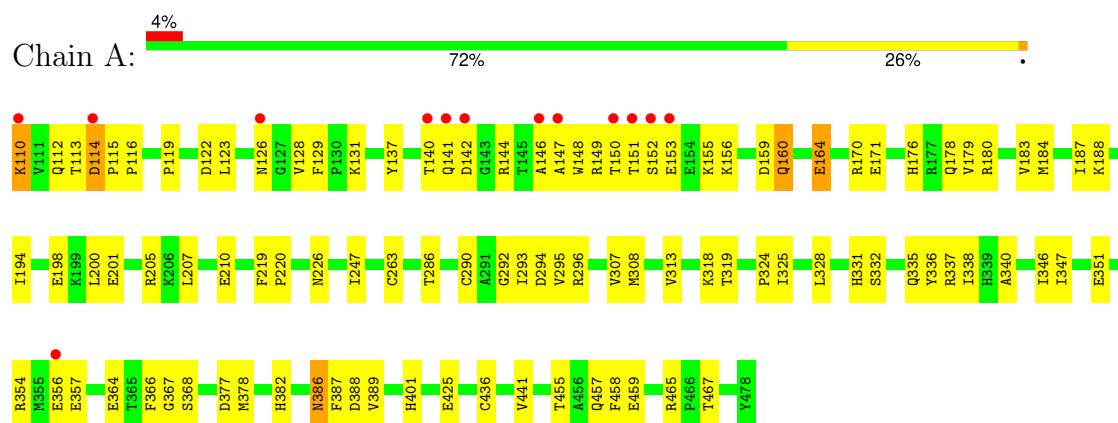 4%
Chain A:
72% 26% •
K110 V111 Q112 T113 D114 P115 P116 P119 D122 L123 N126 G127 V128 F129 P130 K131 Y137 T140 Q141 D142 G143 R144 T145 A146 A147 W148 R149 T150 T151 S152 E153 E154 K155 K156 D159 Q160 E164 R170 E171 H176 R177 Q178 V179 R180 V183 M184 I187 K188
I194 E198 K199 L200 E201 R205 K206 L207 E210 F219 P220 N226 I247 C263 T286 C290 A291 G292 I293 D294 V295 R296 V307 M308 V313 K318 T319 P324 I325 L328 H331 S332 Q335 Y336 R337 I338 H339 A340 I346 I347 E351
R354 M355 E356 E357 E364 T365 F366 G367 S368 D377 M378 H382 N386 F387 D388 V389 H401 E425 C436 V441 T455 A456 Q457 F458 E459 R465 P466 T467 Y478